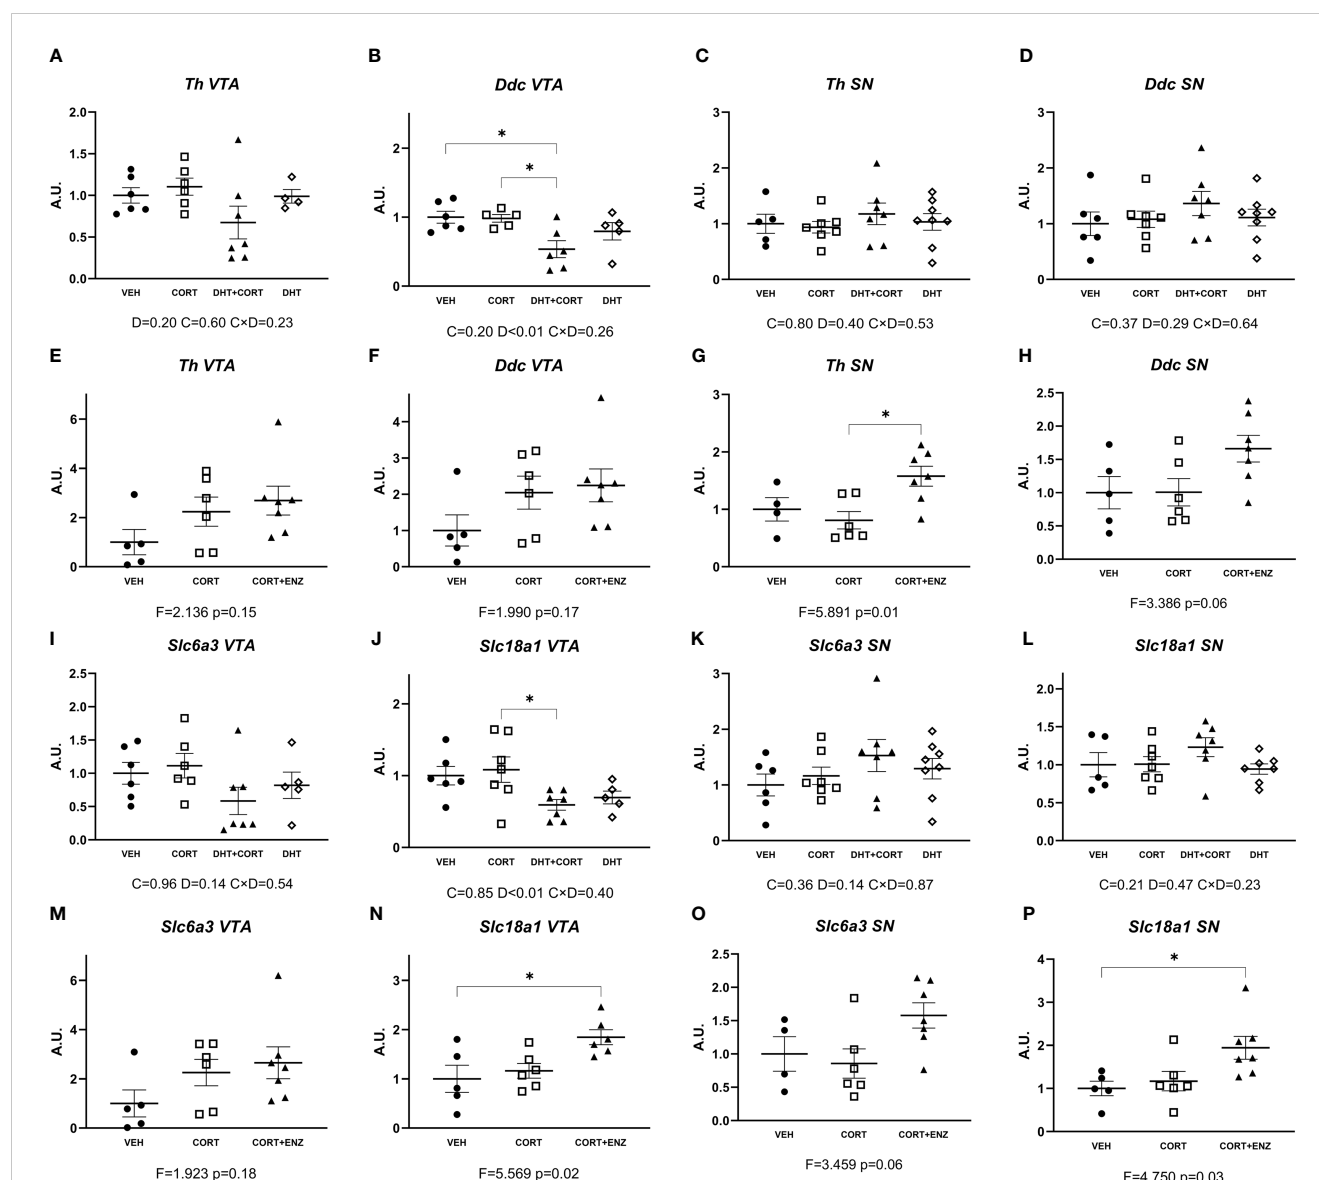 A
Th VTA
A.U.
2.0
1.5
1.0
0.5
0.0
VEH CORT DHT+CORT DHT
D=0.20 C=0.60 C×D=0.23
B
Ddc VTA
A.U.
2
1
0
*
*
VEH CORT DHT+CORT DHT
C=0.20 D<0.01 C×D=0.26
C
Th SN
A.U.
3
2
1
0
VEH CORT DHT+CORT DHT
C=0.80 D=0.40 C×D=0.53
D
Ddc SN
A.U.
3
2
1
0
VEH CORT DHT+CORT DHT
C=0.37 D=0.29 C×D=0.64
E
Th VTA
A.U.
6
4
2
0
VEH CORT CORT+ENZ
F=2.136 p=0.15
F
Ddc VTA
A.U.
4
3
2
1
0
VEH CORT CORT+ENZ
F=1.990 p=0.17
G
Th SN
A.U.
3
2
1
0
*
VEH CORT CORT+ENZ
F=5.891 p=0.01
H
Ddc SN
A.U.
2.5
2.0
1.5
1.0
0.5
0.0
VEH CORT CORT+ENZ
F=3.386 p=0.06
I
Slc6a3 VTA
A.U.
2.5
2.0
1.5
1.0
0.5
0.0
VEH CORT DHT+CORT DHT
C=0.96 D=0.14 C×D=0.54
J
Slc18a1 VTA
A.U.
2
1
0
*
VEH CORT DHT+CORT DHT
C=0.85 D<0.01 C×D=0.40
K
Slc6a3 SN
A.U.
3
2
1
0
VEH CORT DHT+CORT DHT
C=0.36 D=0.14 C×D=0.87
L
Slc18a1 SN
A.U.
2.0
1.5
1.0
0.5
0.0
VEH CORT DHT+CORT DHT
C=0.21 D=0.47 C×D=0.23
M
Slc6a3 VTA
A.U.
6
4
2
0
VEH CORT CORT+ENZ
F=1.923 p=0.18
N
Slc18a1 VTA
A.U.
3
2
1
0
*
VEH CORT CORT+ENZ
F=5.569 p=0.02
O
Slc6a3 SN
A.U.
2.5
2.0
1.5
1.0
0.5
0.0
VEH CORT CORT+ENZ
F=3.459 p=0.06
P
Slc18a1 SN
A.U.
4
3
2
1
0
*
VEH CORT CORT+ENZ
F=4.750 p=0.03